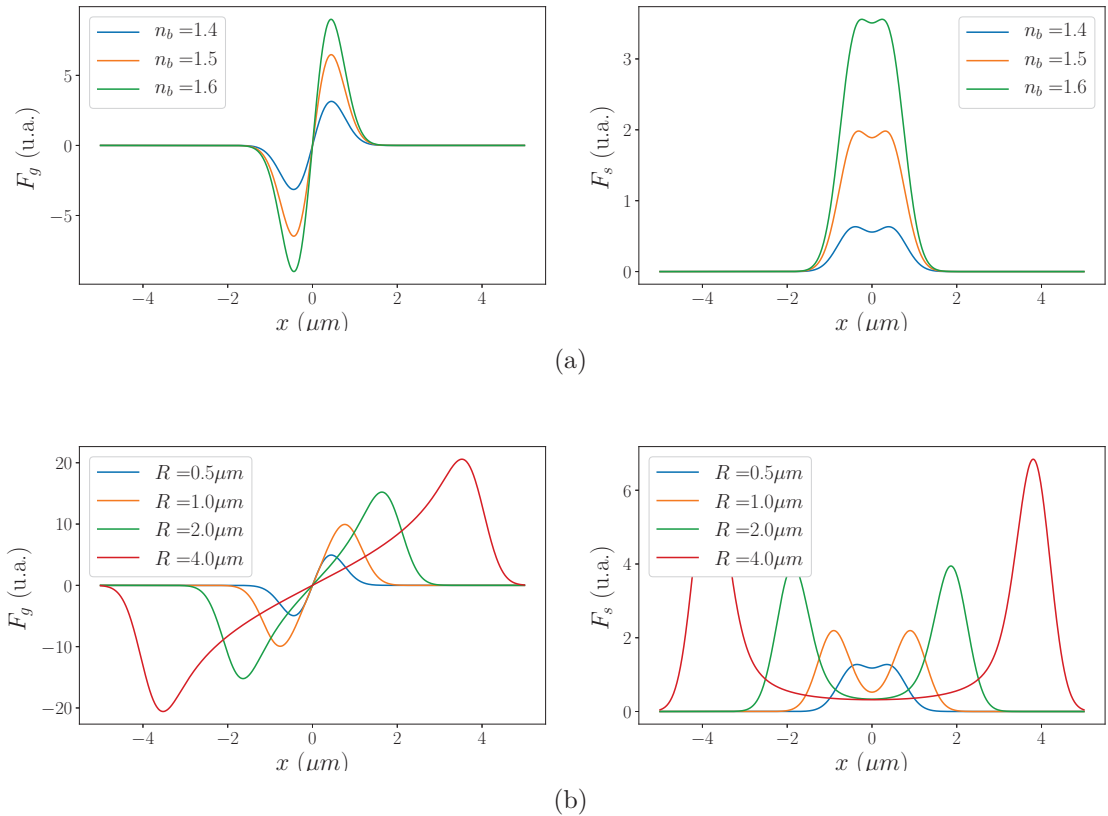 n_b =1.4
n_b =1.5
n_b =1.6
F_g (u.a.)
5
0
−5
−4 −2 0 2 4
x (μm)
n_b =1.4
n_b =1.5
n_b =1.6
F_s (u.a.)
3
2
1
0
−4 −2 0 2 4
x (μm)
(a)
R =0.5μm
R =1.0μm
R =2.0μm
R =4.0μm
F_g (u.a.)
20
10
0
−10
−20
−4 −2 0 2 4
x (μm)
R =0.5μm
R =1.0μm
R =2.0μm
R =4.0μm
F_s (u.a.)
6
4
2
0
−4 −2 0 2 4
x (μm)
(b)